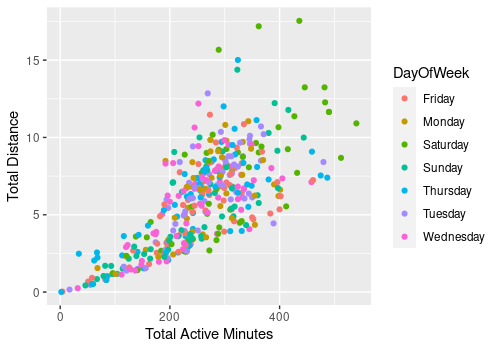 15
10
5
0
Total Distance
0
200
400
Total Active Minutes
DayOfWeek
Friday
Monday
Saturday
Sunday
Thursday
Tuesday
Wednesday